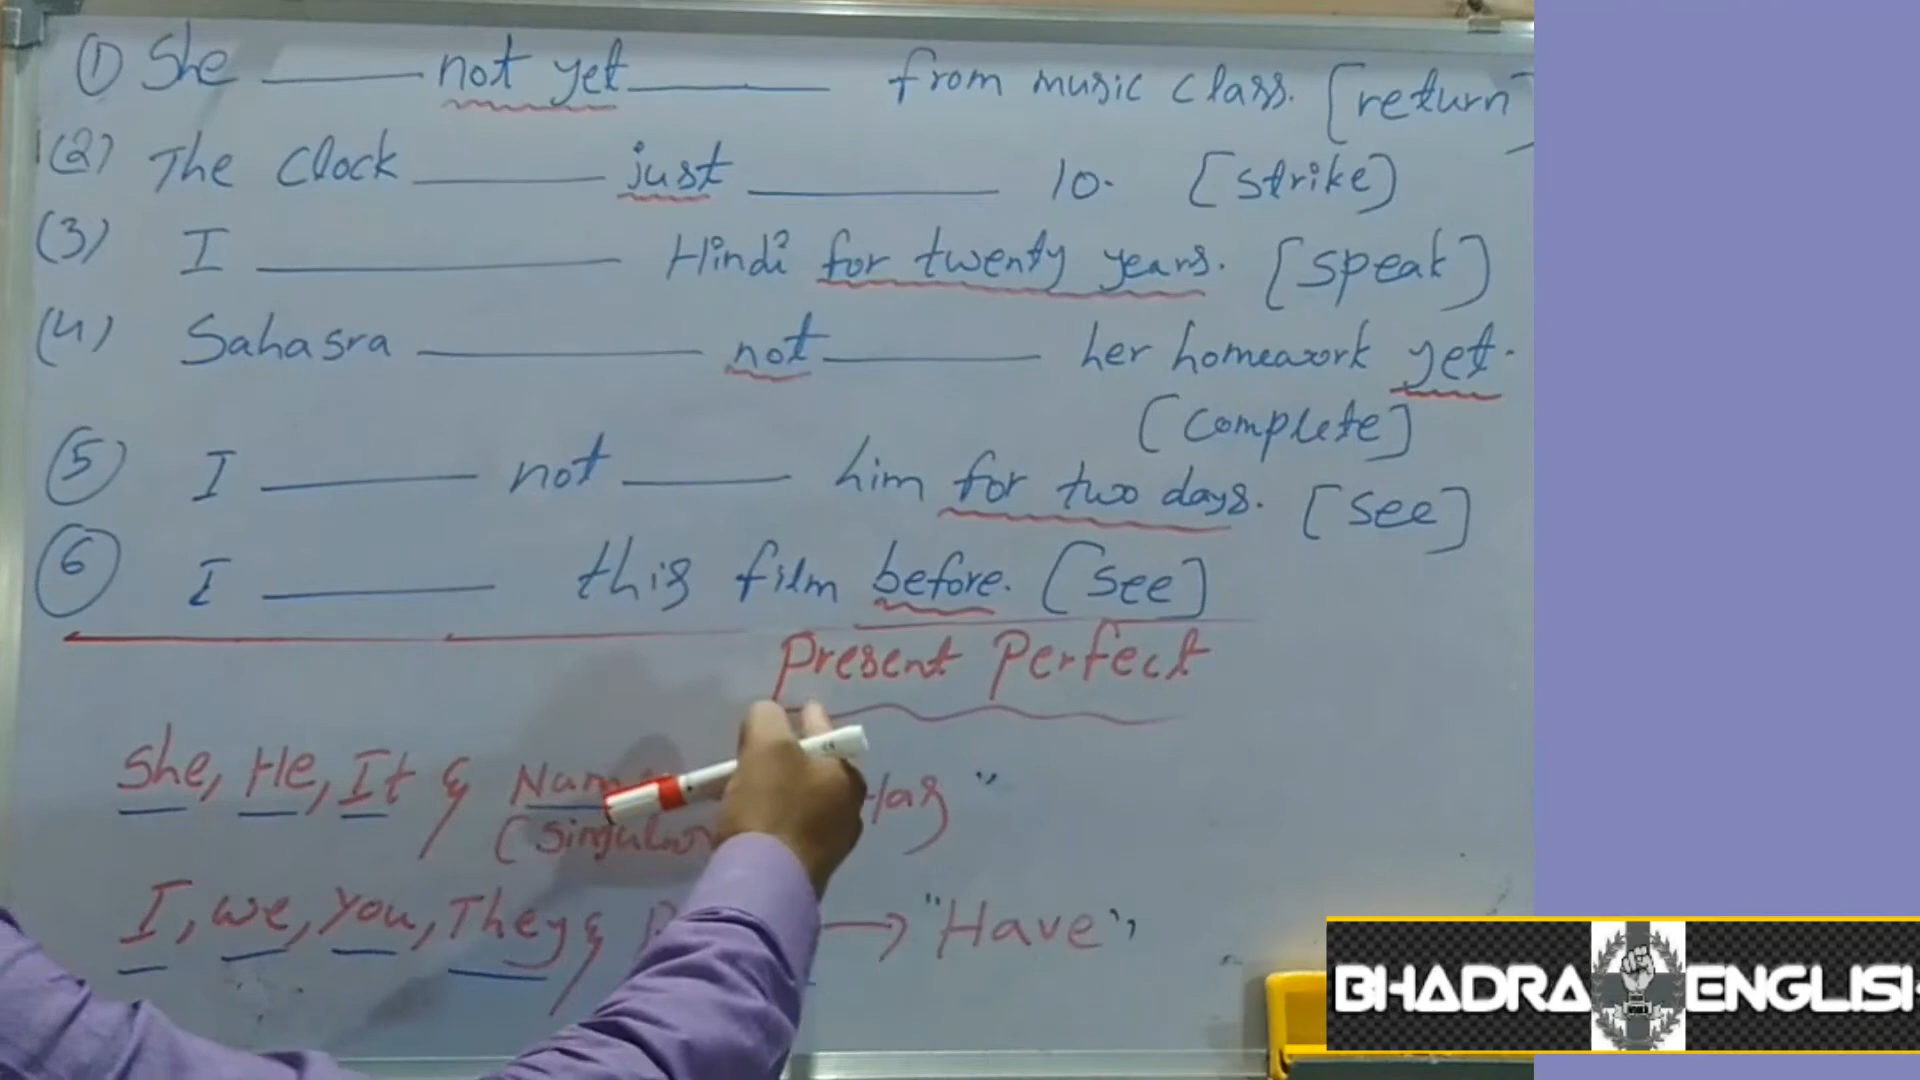 ① She ______ not yet ______ from music class. [return]
(2) The Clock ______ just ______ 10. [strike]
(3) I ______ Hindi for twenty years. [speak]
(4) Sahasra ______ not ______ her homework yet.
[complete]
⑤ I ______ not ______ him for two days. [see]
⑥ I ______ this film before. [see]
Present Perfect
She, He, It & Has"
(Singular
I, we, you, They & → "Have"
BHADRA ENGLISH